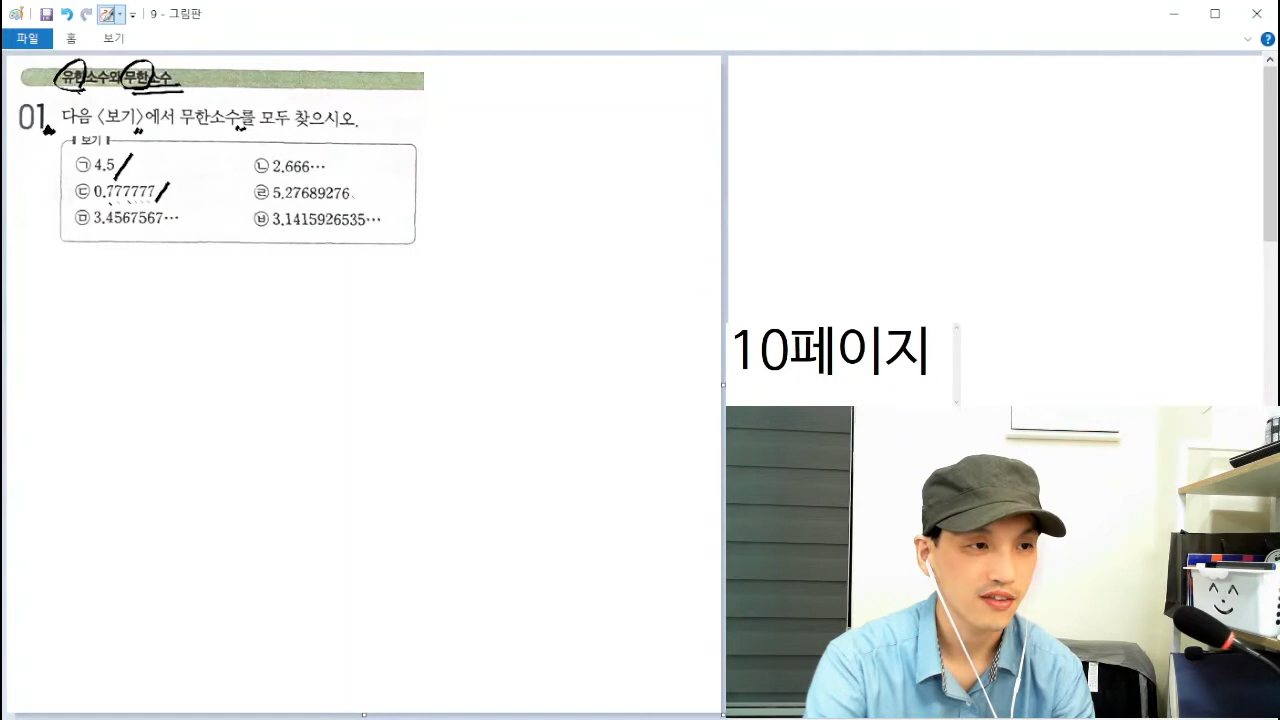 9 - 그림판
파일 홈 보기
유한소수와 무한소수
01 다음 〈보기〉에서 무한소수를 모두 찾으시오.
보기
㉠ 4.5 ㉡ 2.666…
㉢ 0.777777 ㉣ 5.27689276
㉤ 3.4567567… ㉥ 3.1415926535…
10페이지